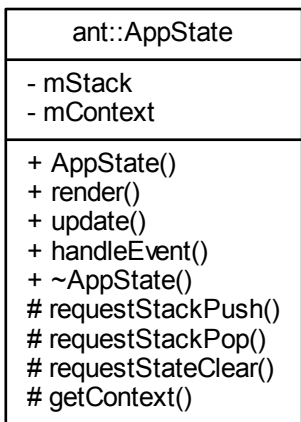 ant::AppState
- mStack
- mContext
+ AppState()
+ render()
+ update()
+ handleEvent()
+ ~AppState()
# requestStackPush()
# requestStackPop()
# requestStateClear()
# getContext()